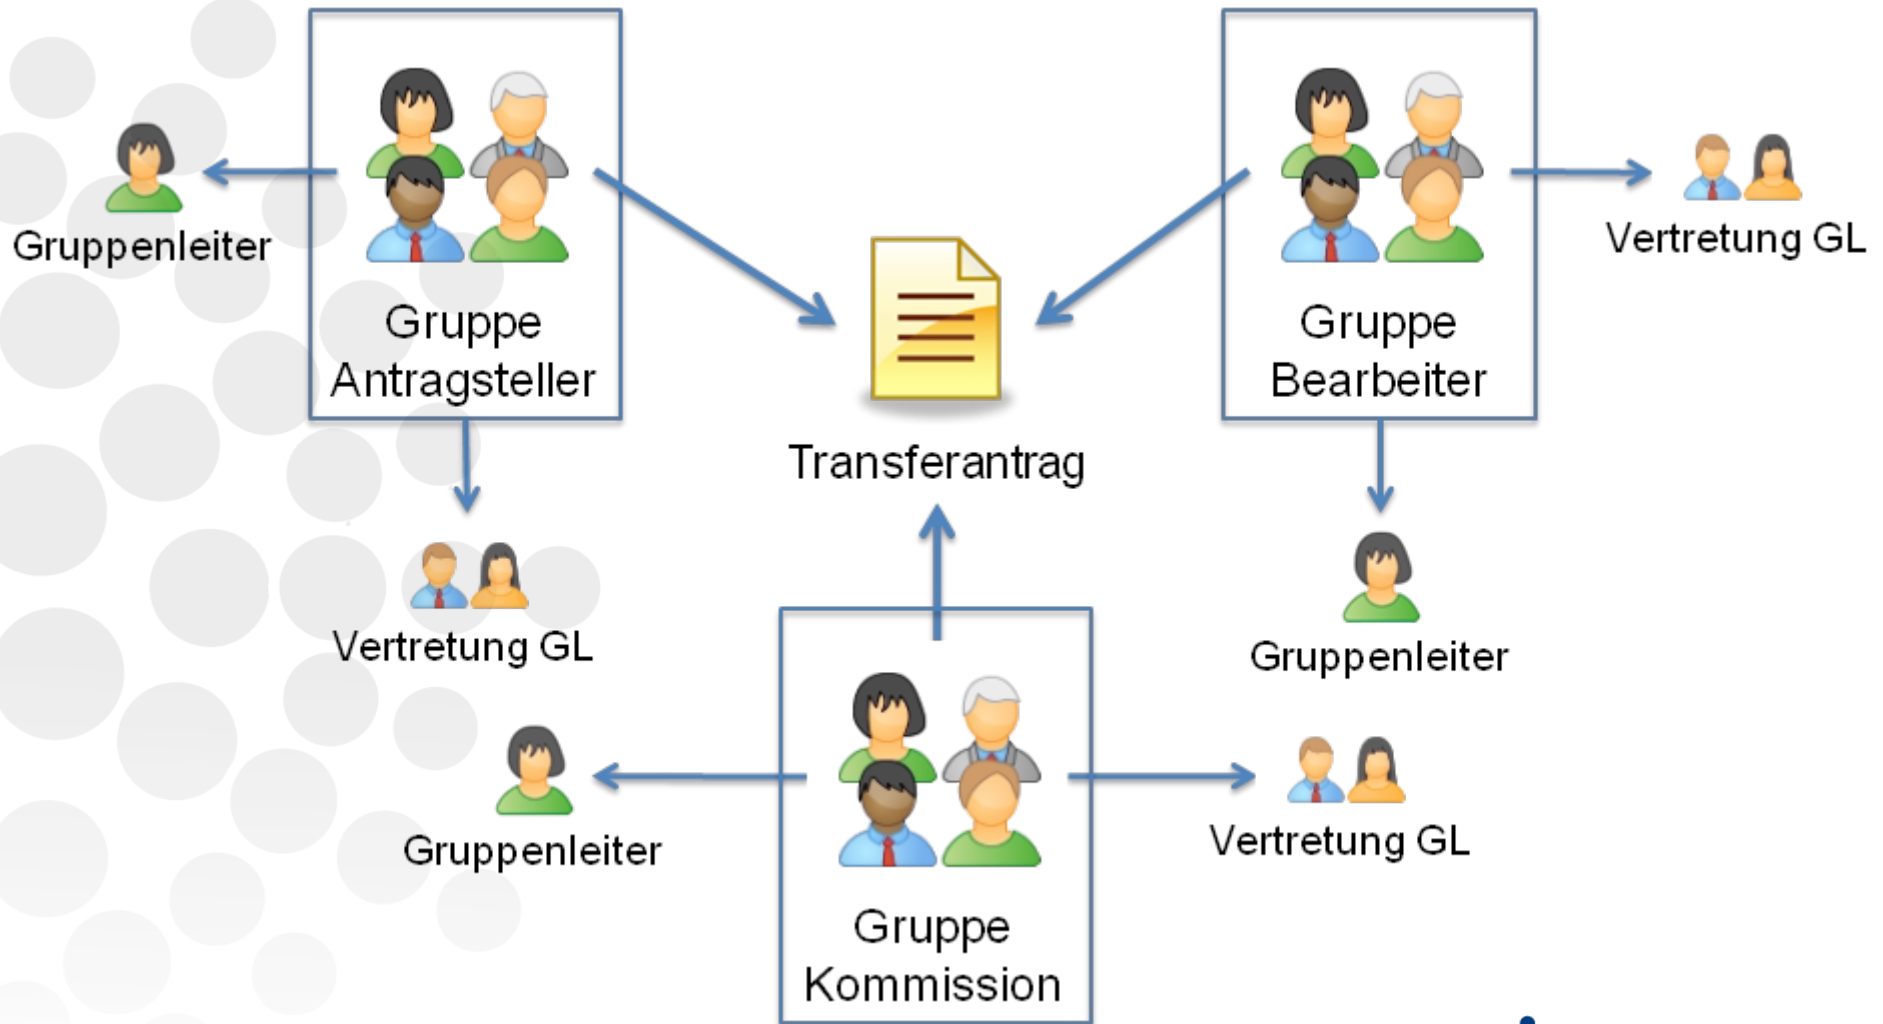 Gruppenleiter
Gruppe
Antragsteller
Vertretung GL
Transferantrag
Gruppe
Bearbeiter
Vertretung GL
Gruppenleiter
Gruppenleiter
Gruppe
Kommission
Vertretung GL